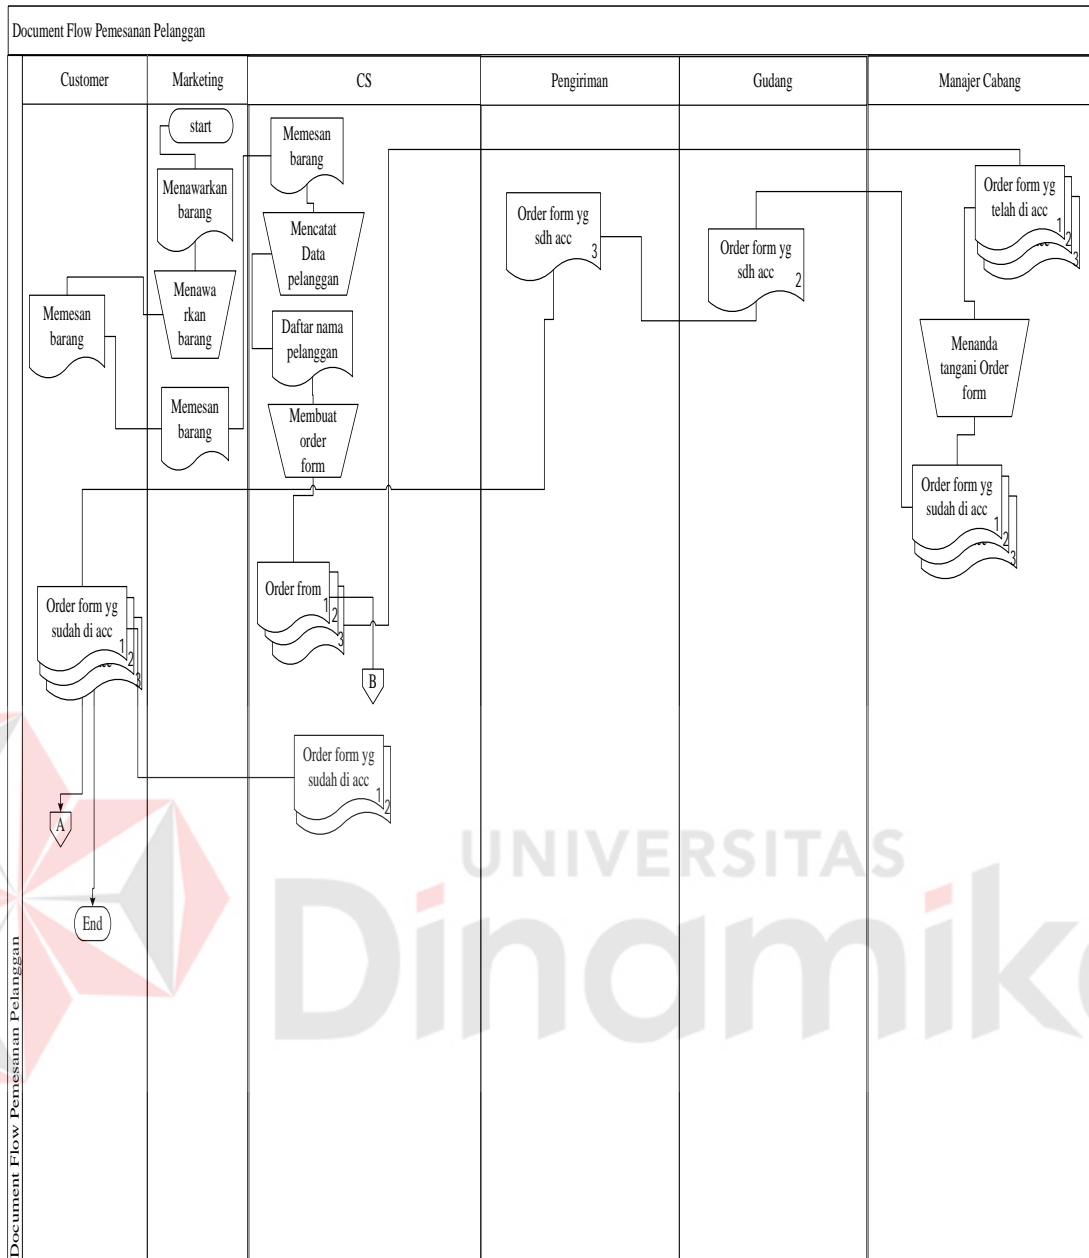 Document Flow Pemesanan Pelanggan
Customer
Marketing
CS
Pengiriman
Gudang
Manajer Cabang
start
Menawarkan
barang
Menawa
rkan
barang
Memesan
barang
Memesan
barang
Memesan
barang
Mencatat
Data
pelanggan
Daftar nama
pelanggan
Membuat
order
form
Order from
1
2
3
B
Order form yg
telah di acc
1
2
3
Menanda
tangani Order
form
Order form yg
sudah di acc
1
2
3
Order form yg
sdh acc
2
Order form yg
sdh acc
3
Order form yg
sudah di acc
1
2
3
A
End
Order form yg
sudah di acc
1
2
Document Flow Pemesanan Pelanggan
UNIVERSITAS
Dinamika